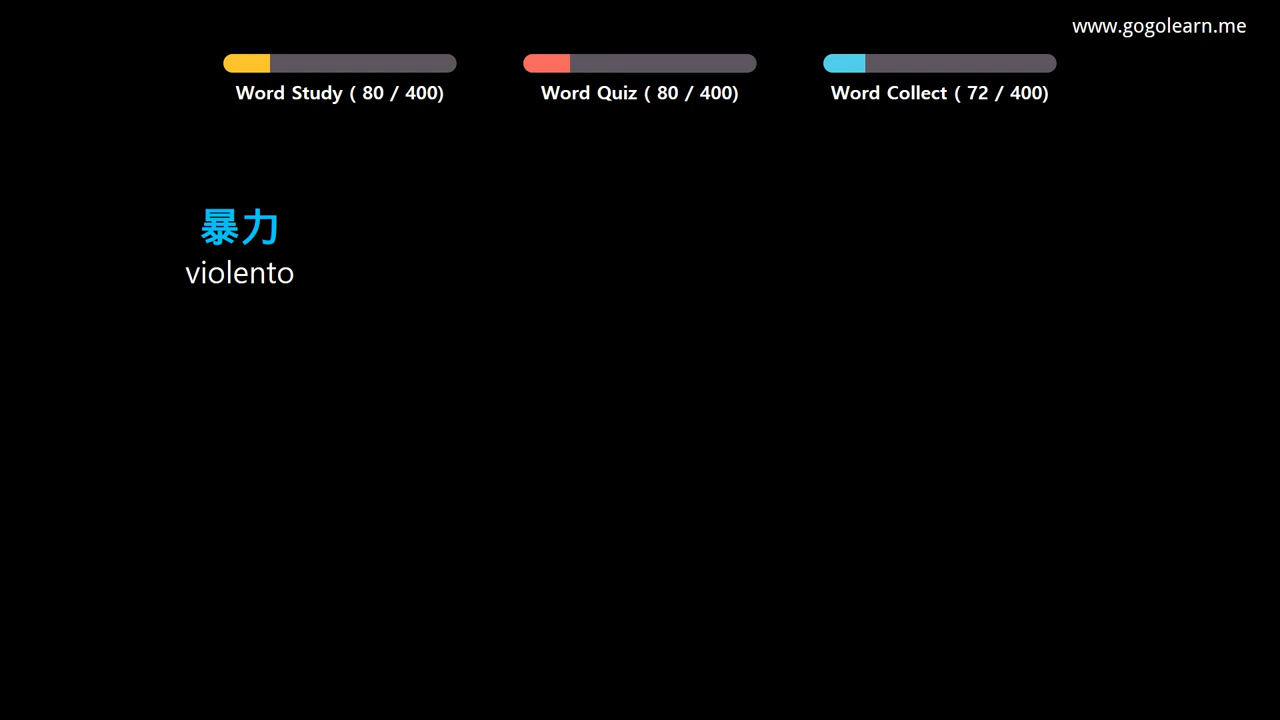 www.gogolearn.me
Word Study ( 80 / 400)
Word Quiz ( 80 / 400)
Word Collect ( 72 / 400)
暴力
violento